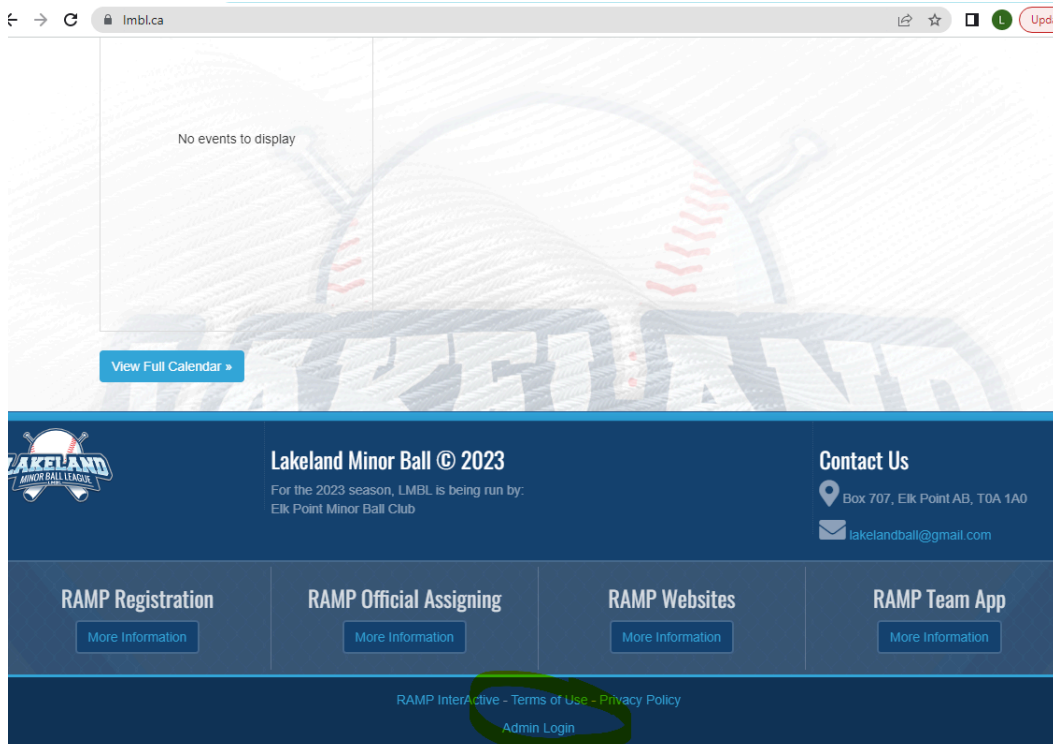 lmbl.ca
L
Upda
No events to display
LAKELAND
View Full Calendar »
LAKELAND
MINOR BALL LEAGUE
LMBL
Lakeland Minor Ball © 2023
For the 2023 season, LMBL is being run by:
Elk Point Minor Ball Club
Contact Us
Box 707, Elk Point AB, T0A 1A0
lakelandball@gmail.com
RAMP Registration
More Information
RAMP Official Assigning
More Information
RAMP Websites
More Information
RAMP Team App
More Information
RAMP InterActive - Terms of Use - Privacy Policy
Admin Login